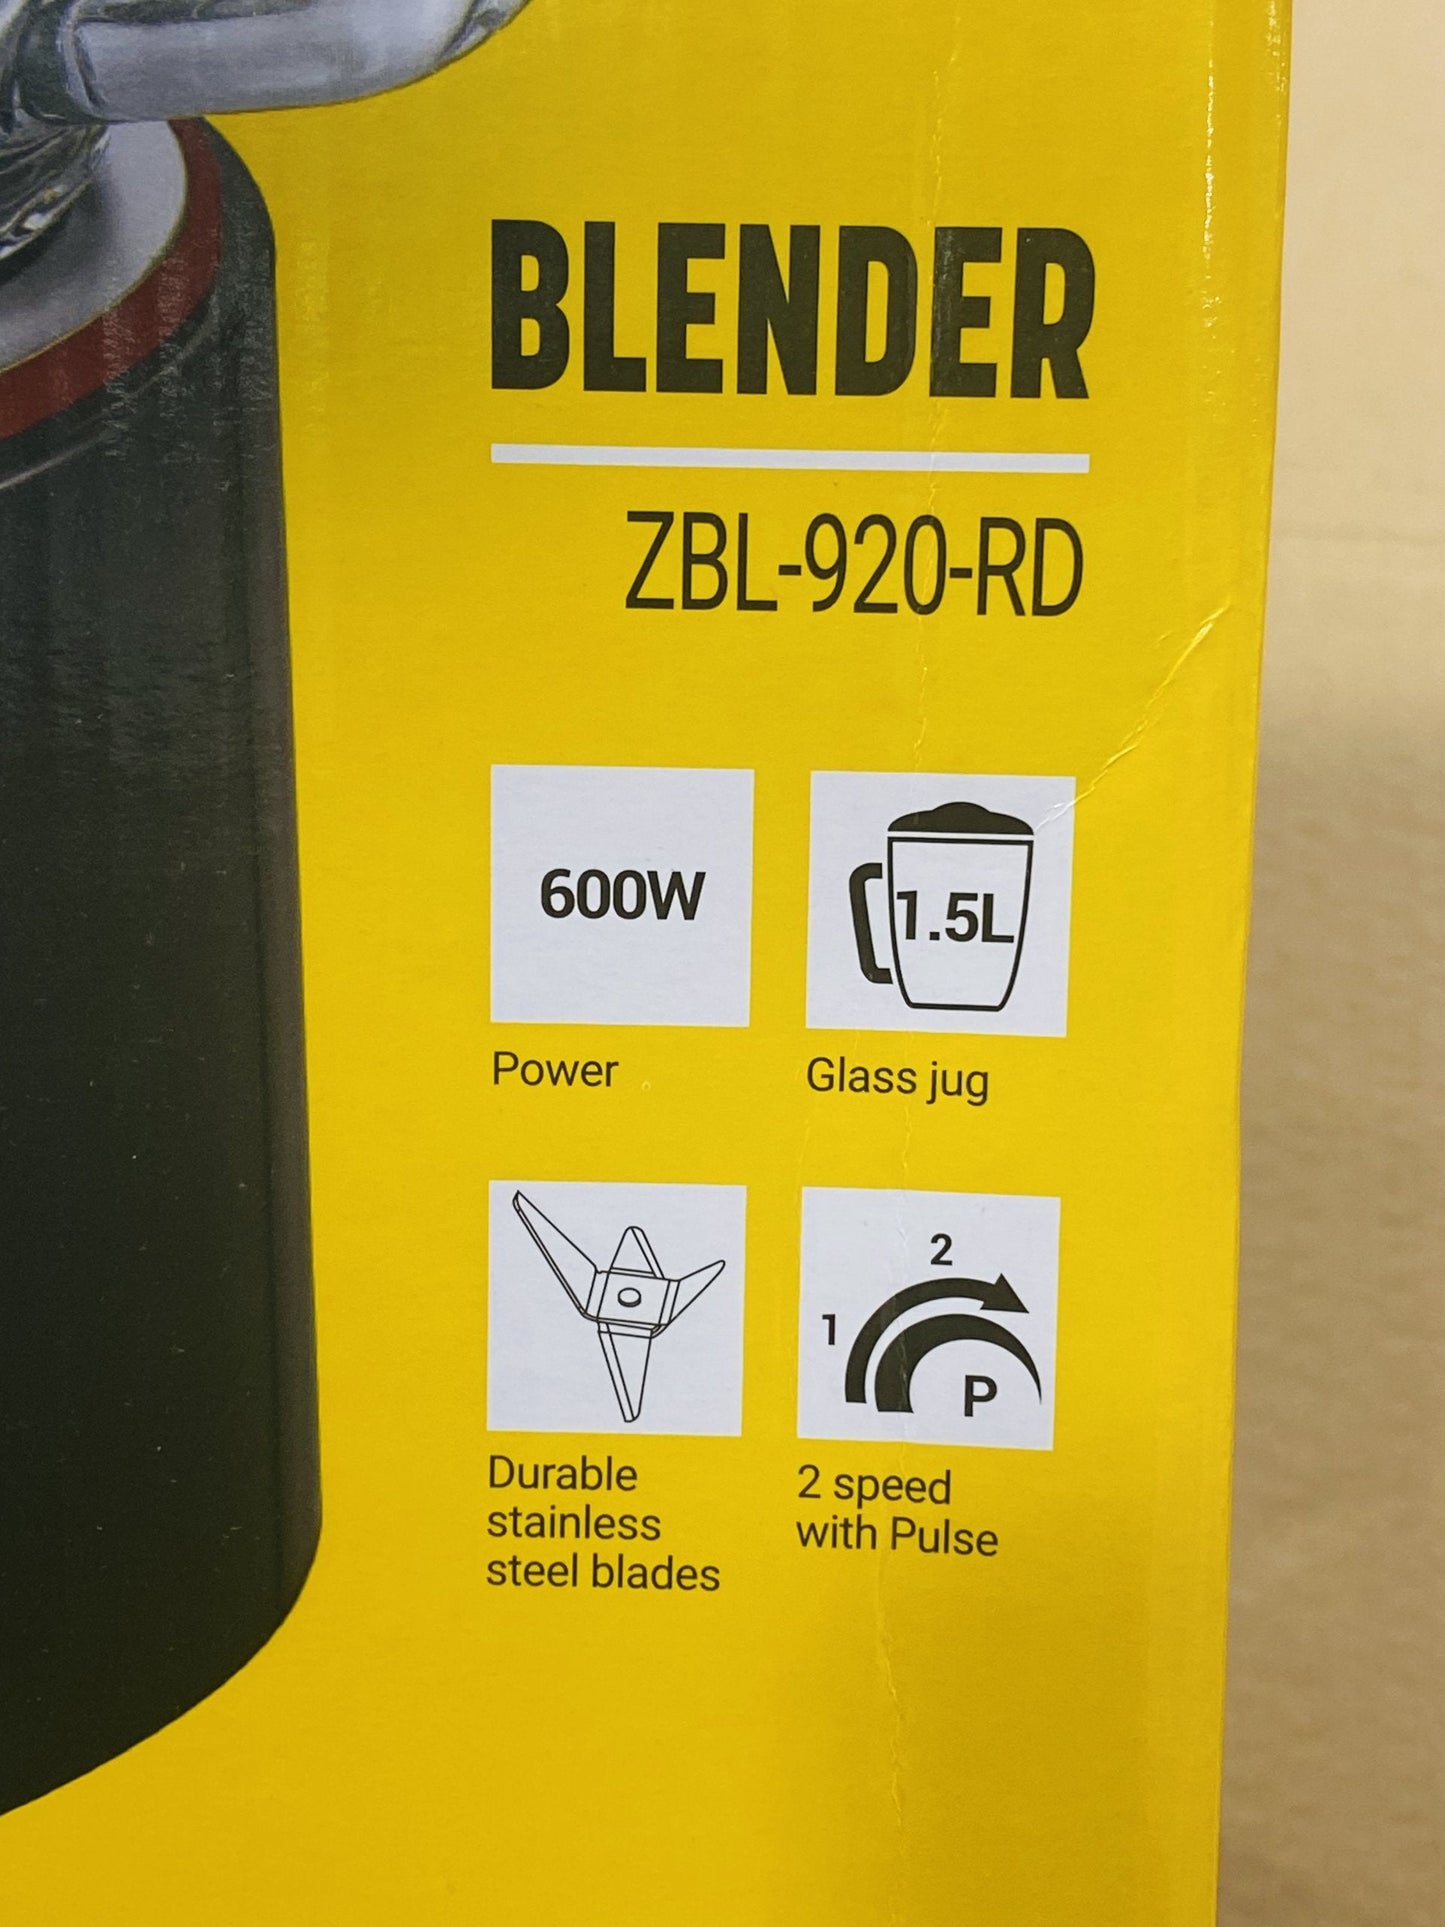 BLENDER
ZBL-920-RD
600W
1.5L
Power
Glass jug
2
1
P
Durable
stainless
steel blades
2 speed
with Pulse